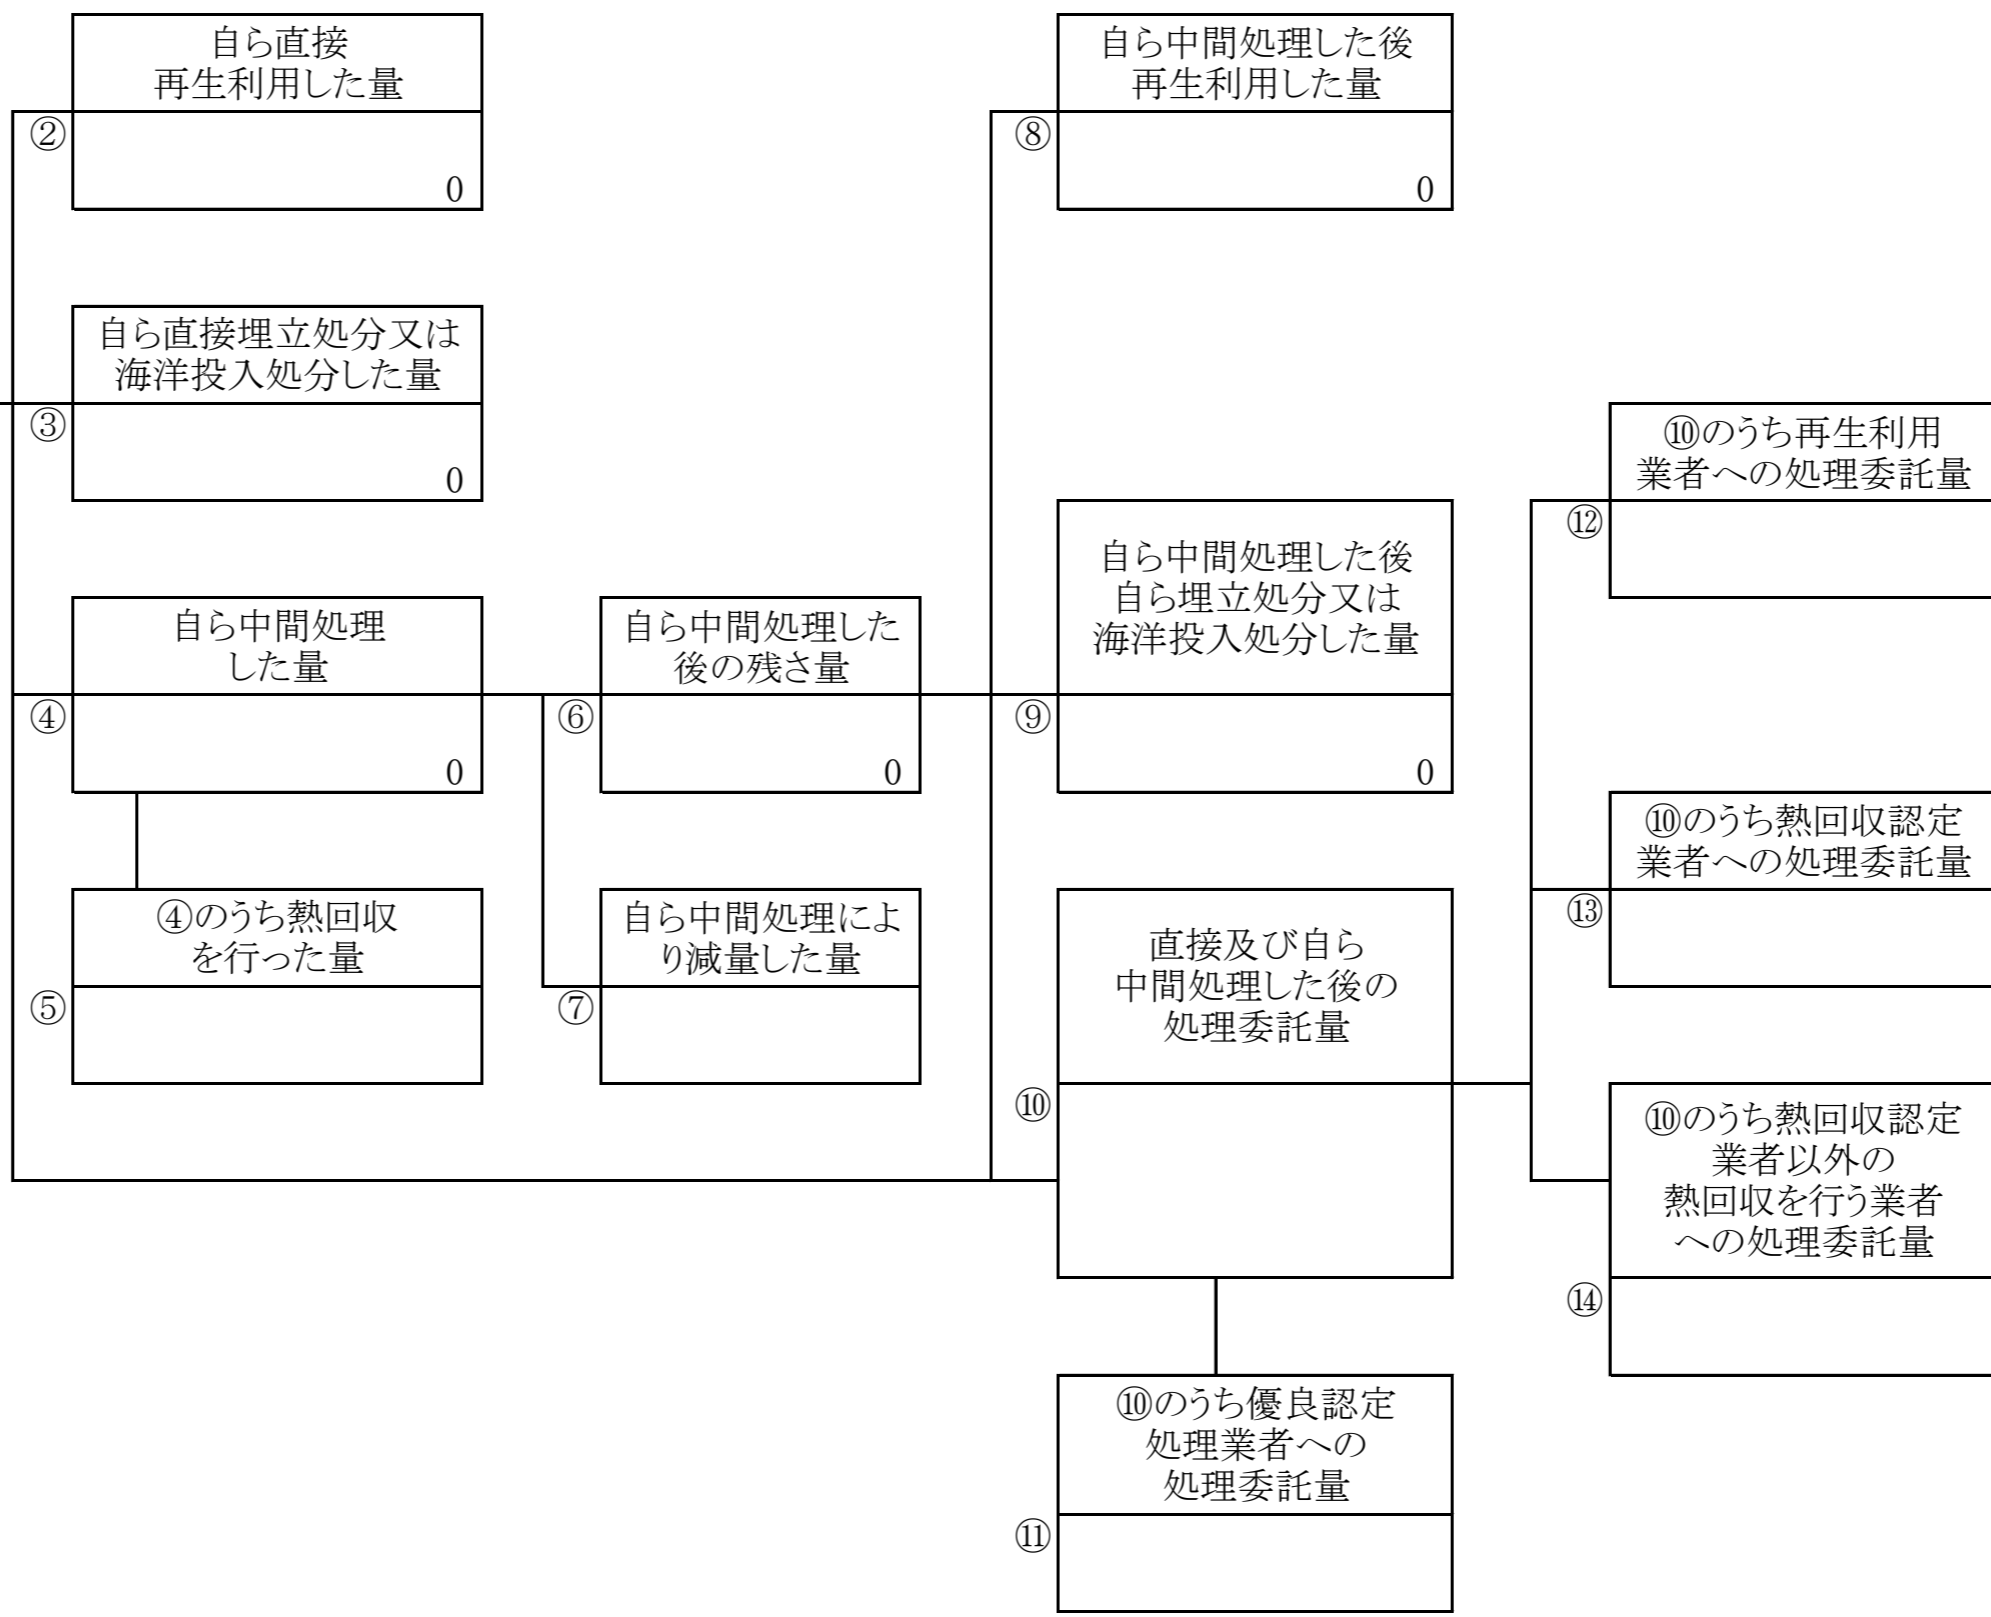 自ら直接
再生利用した量
②
0
自ら中間処理した後
再生利用した量
⑧
0
自ら直接埋立処分又は
海洋投入処分した量
③
0
⑩のうち再生利用
業者への処理委託量
⑫
自ら中間処理
した量
④
0
自ら中間処理した
後の残さ量
⑥
0
自ら中間処理した後
自ら埋立処分又は
海洋投入処分した量
⑨
0
⑩のうち熱回収認定
業者への処理委託量
⑬
④のうち熱回収
を行った量
⑤
自ら中間処理によ
り減量した量
⑦
直接及び自ら
中間処理した後の
処理委託量
⑩
⑩のうち熱回収認定
業者以外の
熱回収を行う業者
への処理委託量
⑭
⑩のうち優良認定
処理業者への
処理委託量
⑪